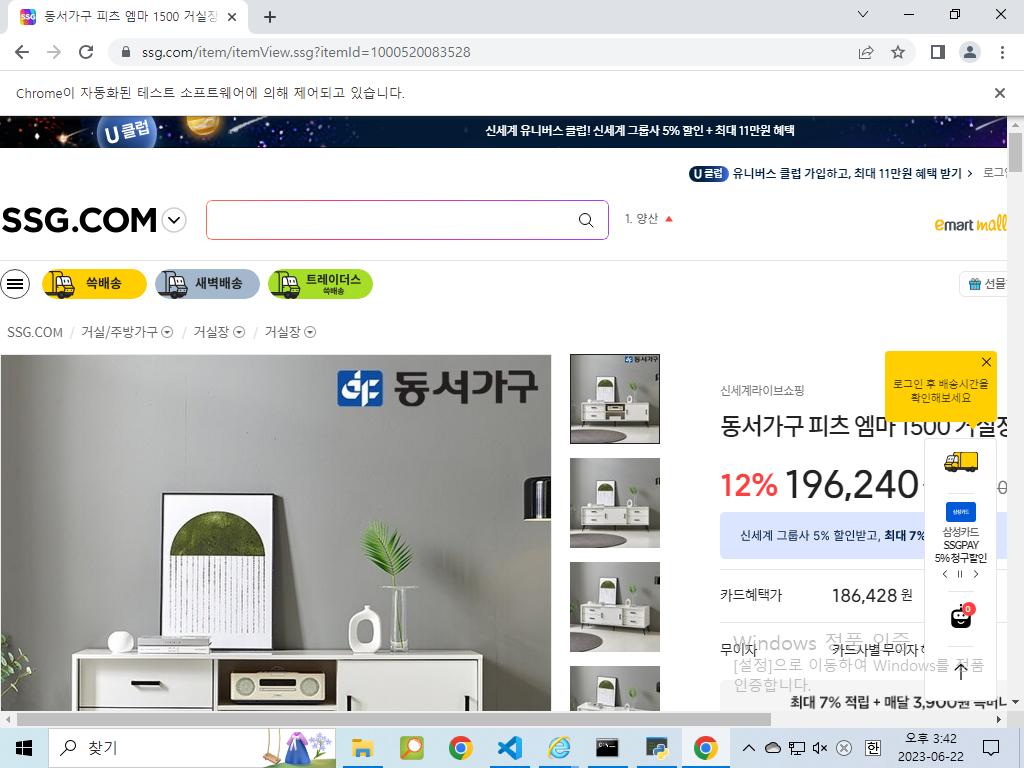 SSG 동서가구 피츠 엠마 1500 거실장
ssg.com/item/itemView.ssg?itemId=1000520083528
Chrome이 자동화된 테스트 소프트웨어에 의해 제어되고 있습니다.
U 클럽
신세계 유니버스 클럽! 신세계 그룹사 5% 할인 + 최대 11만원 혜택
U 클럽 유니버스 클럽 가입하고, 최대 11만원 혜택 받기
SSG.COM
1. 양산
emart mall
쓱배송
새벽배송
트레이더스
쓱배송
선물
SSG.COM / 거실/주방가구 / 거실장 / 거실장
동서가구
동서가구
로그인 후 배송시간을
확인해보세요
신세계라이브쇼핑
동서가구 피츠 엠마 1500 거실장
12% 196,240
신세계 그룹사 5% 할인받고, 최대 7%
삼성카드
삼성카드
SSGPAY
5% 청구할인
카드혜택가 186,428 원
0
무이자 카드사별 무이자
Windows 정품 인증
[설정]으로 이동하여 Windows를 정품
인증합니다.
최대 7% 적립 + 매달 3,900원
찾기
한
오후 3:42
2023-06-22